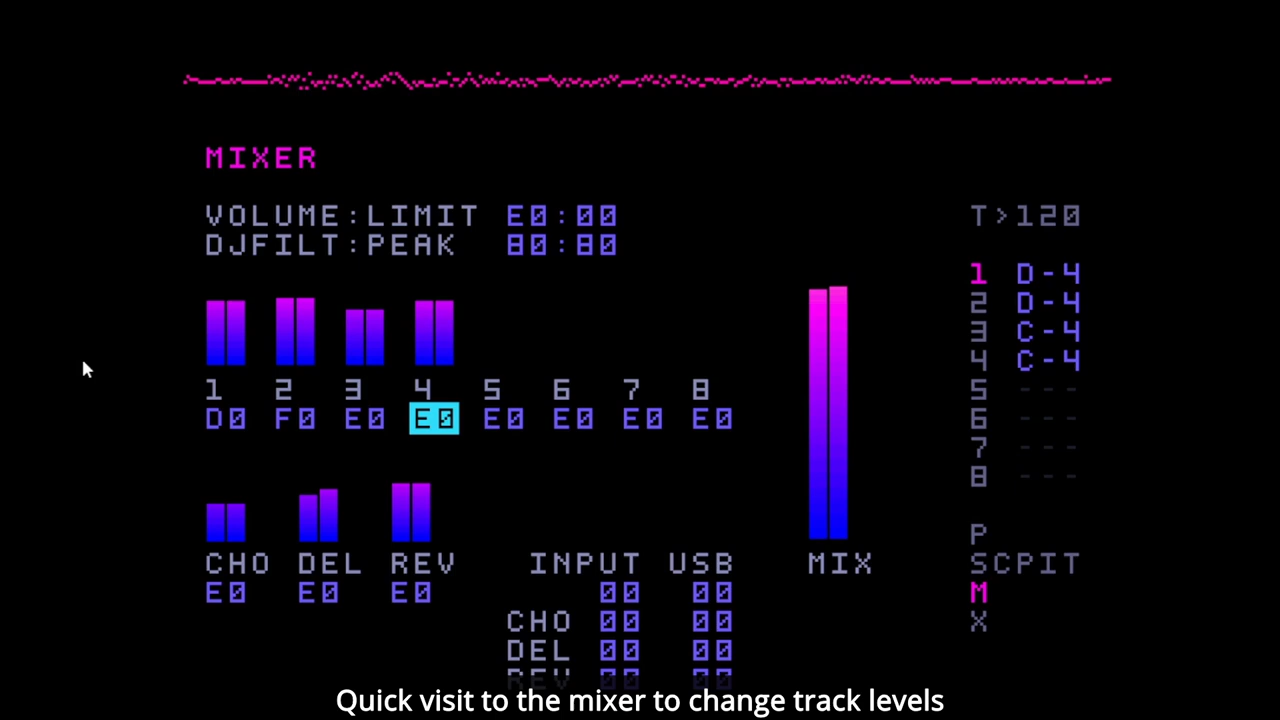 MIXER
VOLUME:LIMIT E0:00 T>120
DJFILT:PEAK 80:80
1 D-4
2 D-4
3 C-4
4 C-4
1 2 3 4 5 6 7 8 5 ---
D0 F0 E0 E0 E0 E0 E0 E0 6 ---
7 ---
8 ---
P
CHO DEL REV INPUT USB MIX SCPIT
E0 E0 E0 00 00 M
CHO 00 00 X
DEL 00 00
REV 00 00
Quick visit to the mixer to change track levels